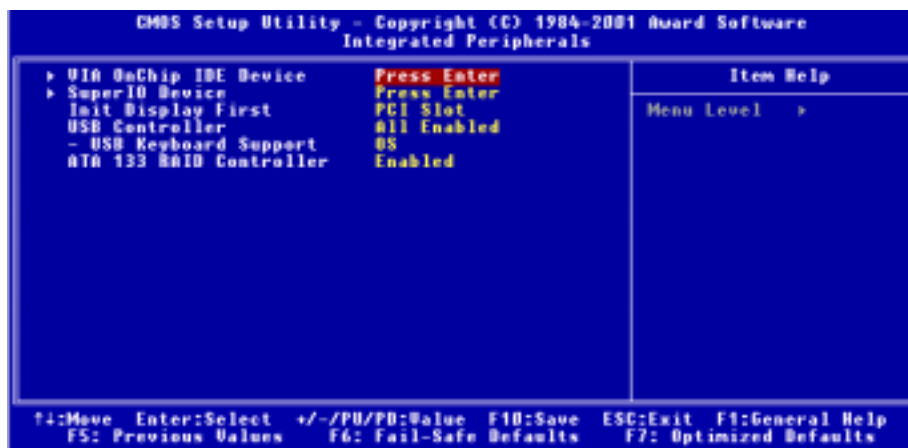 CMOS Setup Utility - Copyright (C) 1984-2001 Award Software
Integrated Peripherals
▸ VIA OnChip IDE Device Press Enter
▸ SuperIO Device Press Enter
Init Display First PCI Slot
USB Controller All Enabled
- USB Keyboard Support OS
ATA 133 RAID Controller Enabled
Item Help
Menu Level ▸
↑↓:Move Enter:Select +/-/PU/PD:Value F10:Save ESC:Exit F1:General Help
F5: Previous Values F6: Fail-Safe Defaults F7: Optimized Defaults